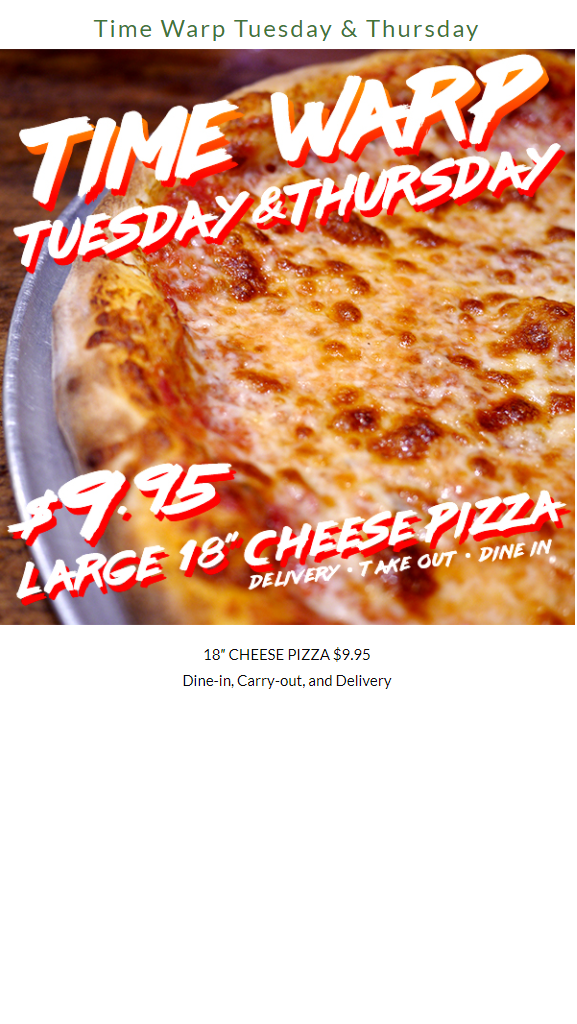 Time Warp Tuesday & Thursday
TIME WARP
TUESDAY & THURSDAY
$9.95
LARGE 18" CHEESE PIZZA
DELIVERY · TAKE OUT · DINE IN
18" CHEESE PIZZA $9.95
Dine-in, Carry-out, and Delivery